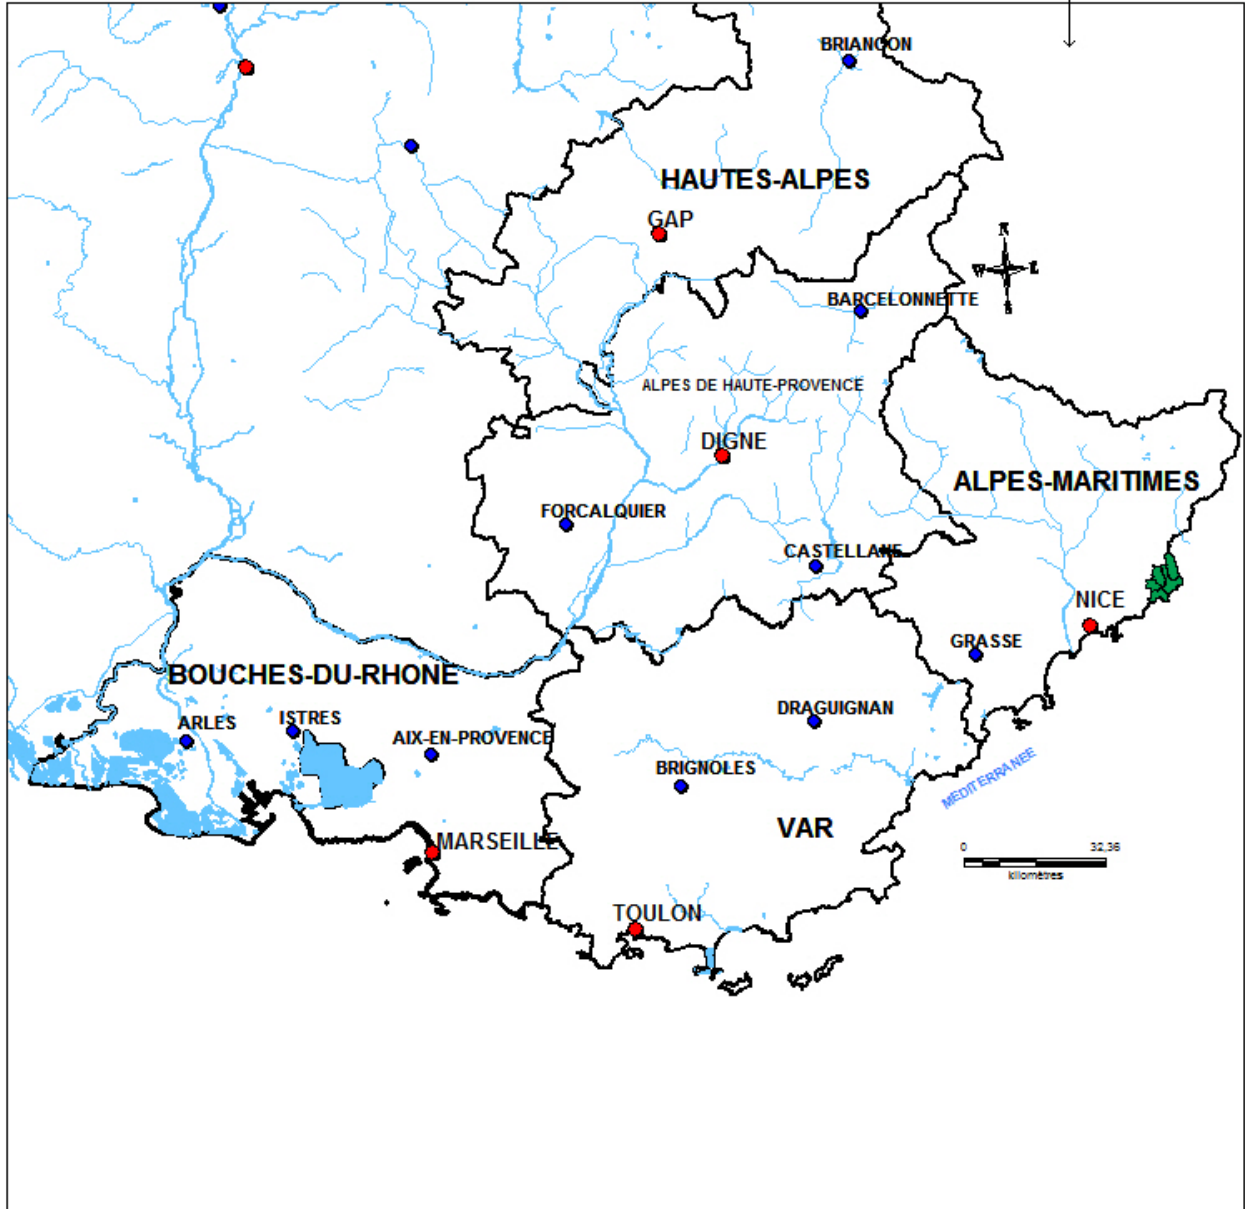 BRIANCON
HAUTES-ALPES
GAP
N
W E
S
BARCELONNETTE
ALPES DE HAUTE-PROVENCE
DIGNE
ALPES-MARITIMES
FORCALQUIER
CASTELLANE
NICE
GRASSE
BOUCHES-DU-RHONE
ARLES
ISTRES
AIX-EN-PROVENCE
DRAGUIGNAN
BRIGNOLES
MEDITERRANEE
VAR
MARSEILLE
0 32,36
kilomètres
TOULON